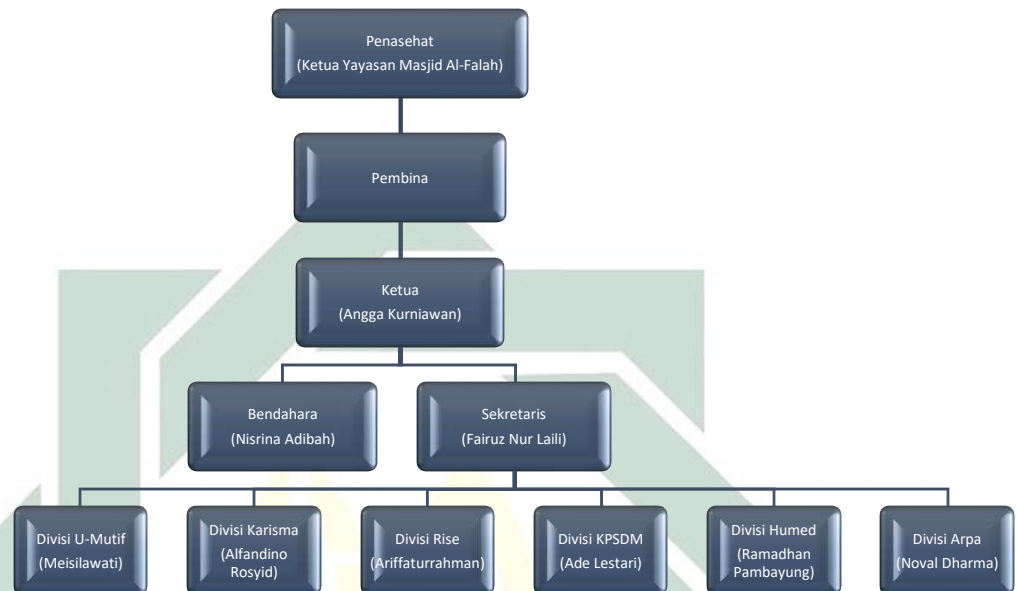 Penasehat
(Ketua Yayasan Masjid Al-Falah)
Pembina
Ketua
(Angga Kurniawan)
Bendahara
(Nisrina Adibah)
Sekretaris
(Fairuz Nur Laili)
Divisi U-Mutif
(Meisilawati)
Divisi Karisma
(Alfandino
Rosyid)
Divisi Rise
(Ariffaturrahman)
Divisi KPSDM
(Ade Lestari)
Divisi Humed
(Ramadhan
Pambayung)
Divisi Arpa
(Noval Dharma)